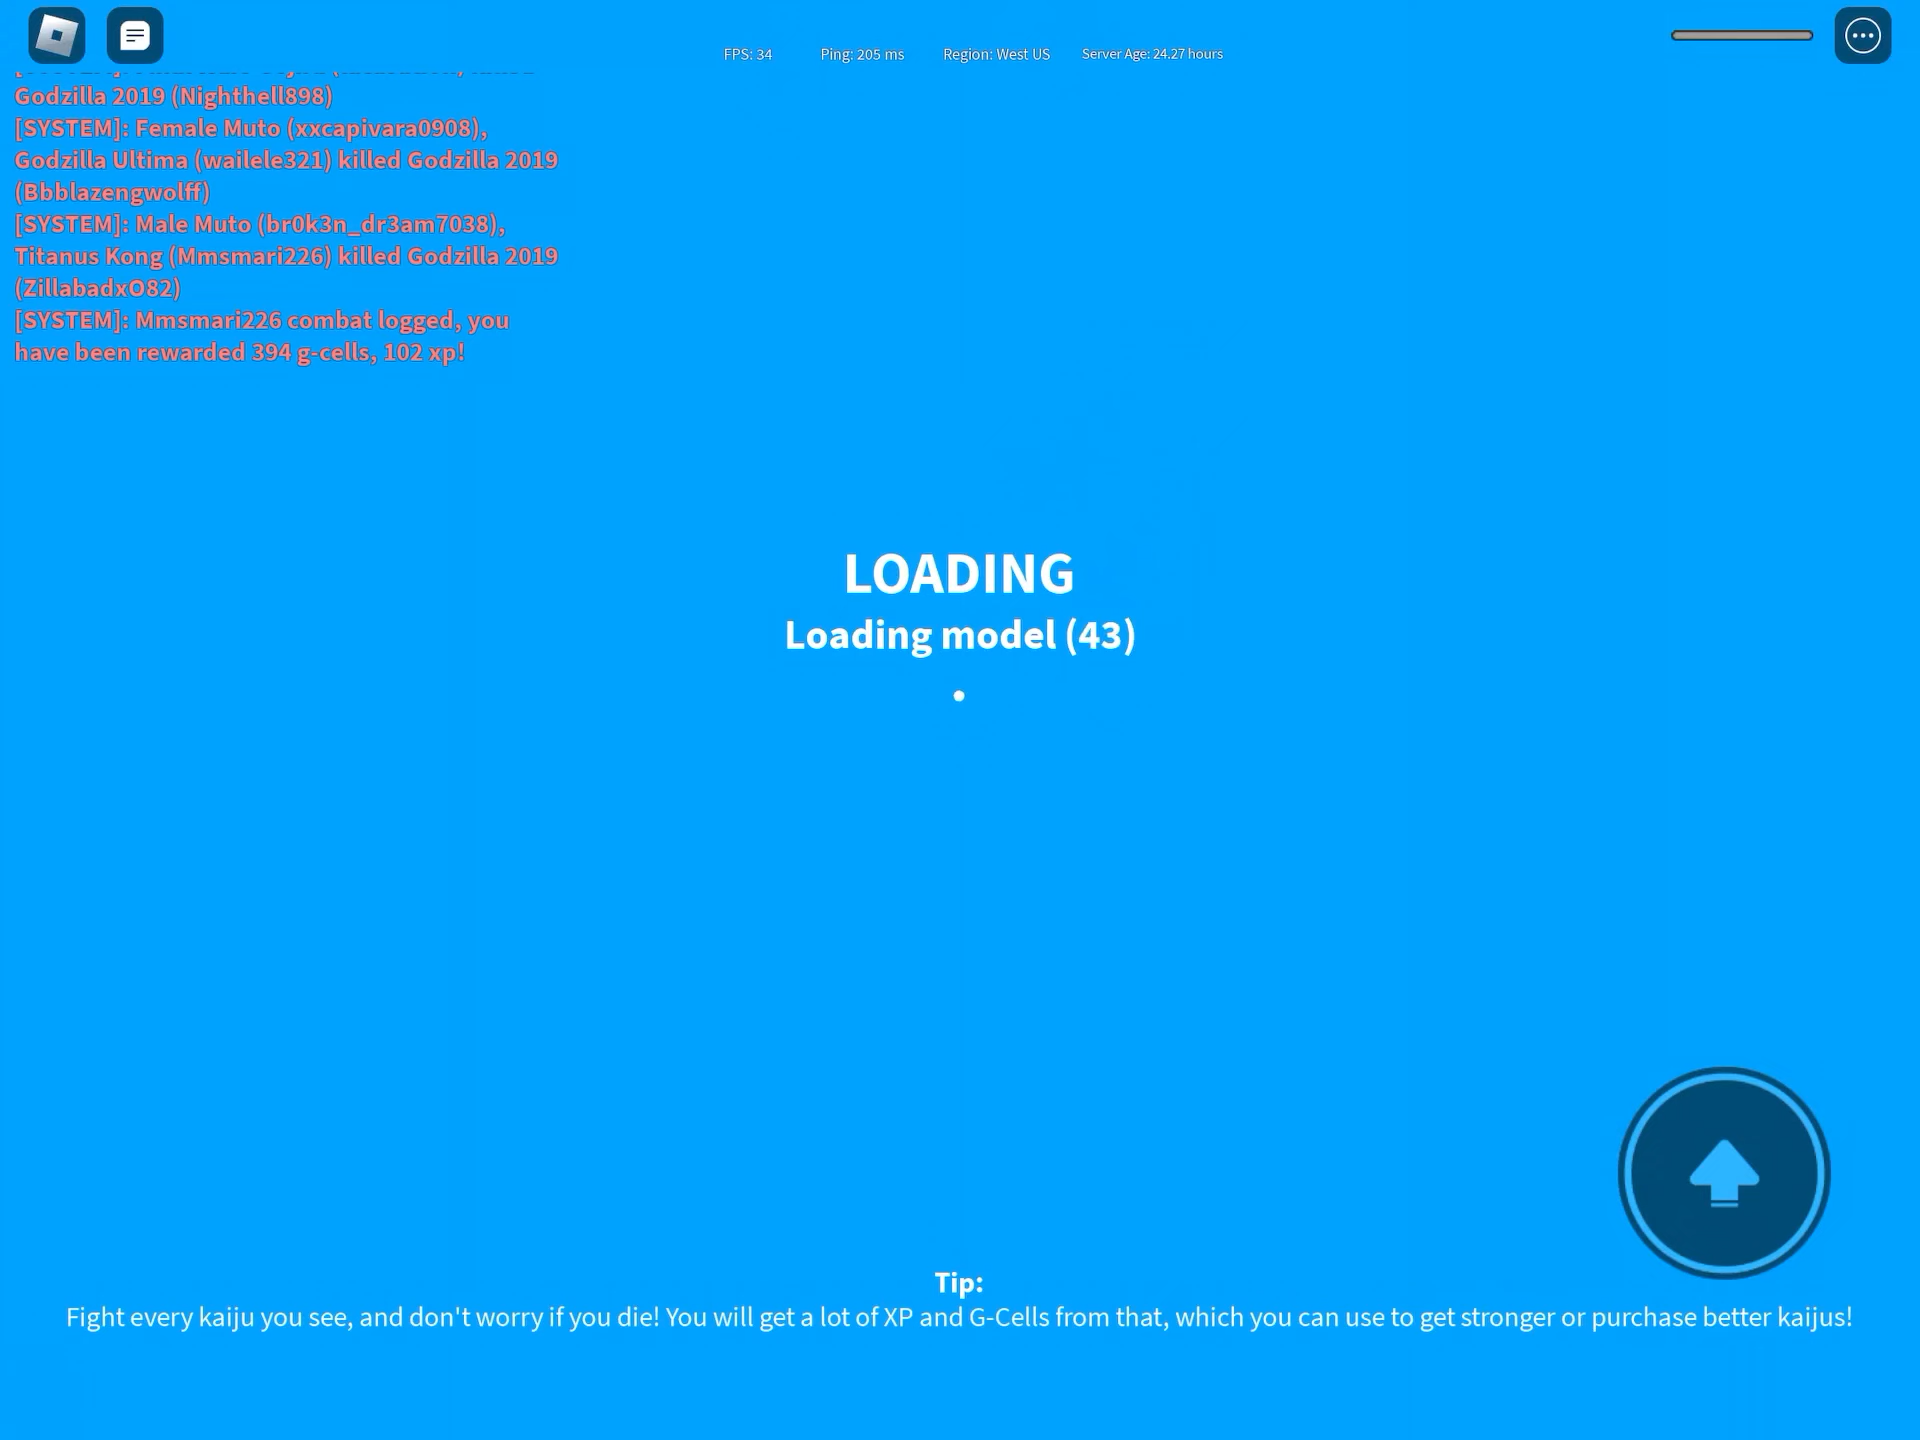 FPS: 34 Ping: 205 ms Region: West US Server Age: 24.27 hours
Godzilla 2019 (Nighthell898)
[SYSTEM]: Female Muto (xxcapivara0908),
Godzilla Ultima (wailele321) killed Godzilla 2019
(Bbblazengwolff)
[SYSTEM]: Male Muto (br0k3n_dr3am7038),
Titanus Kong (Mmsmari226) killed Godzilla 2019
(ZillabadxO82)
[SYSTEM]: Mmsmari226 combat logged, you
have been rewarded 394 g-cells, 102 xp!
LOADING
Loading model (43)
Tip:
Fight every kaiju you see, and don't worry if you die! You will get a lot of XP and G-Cells from that, which you can use to get stronger or purchase better kaijus!